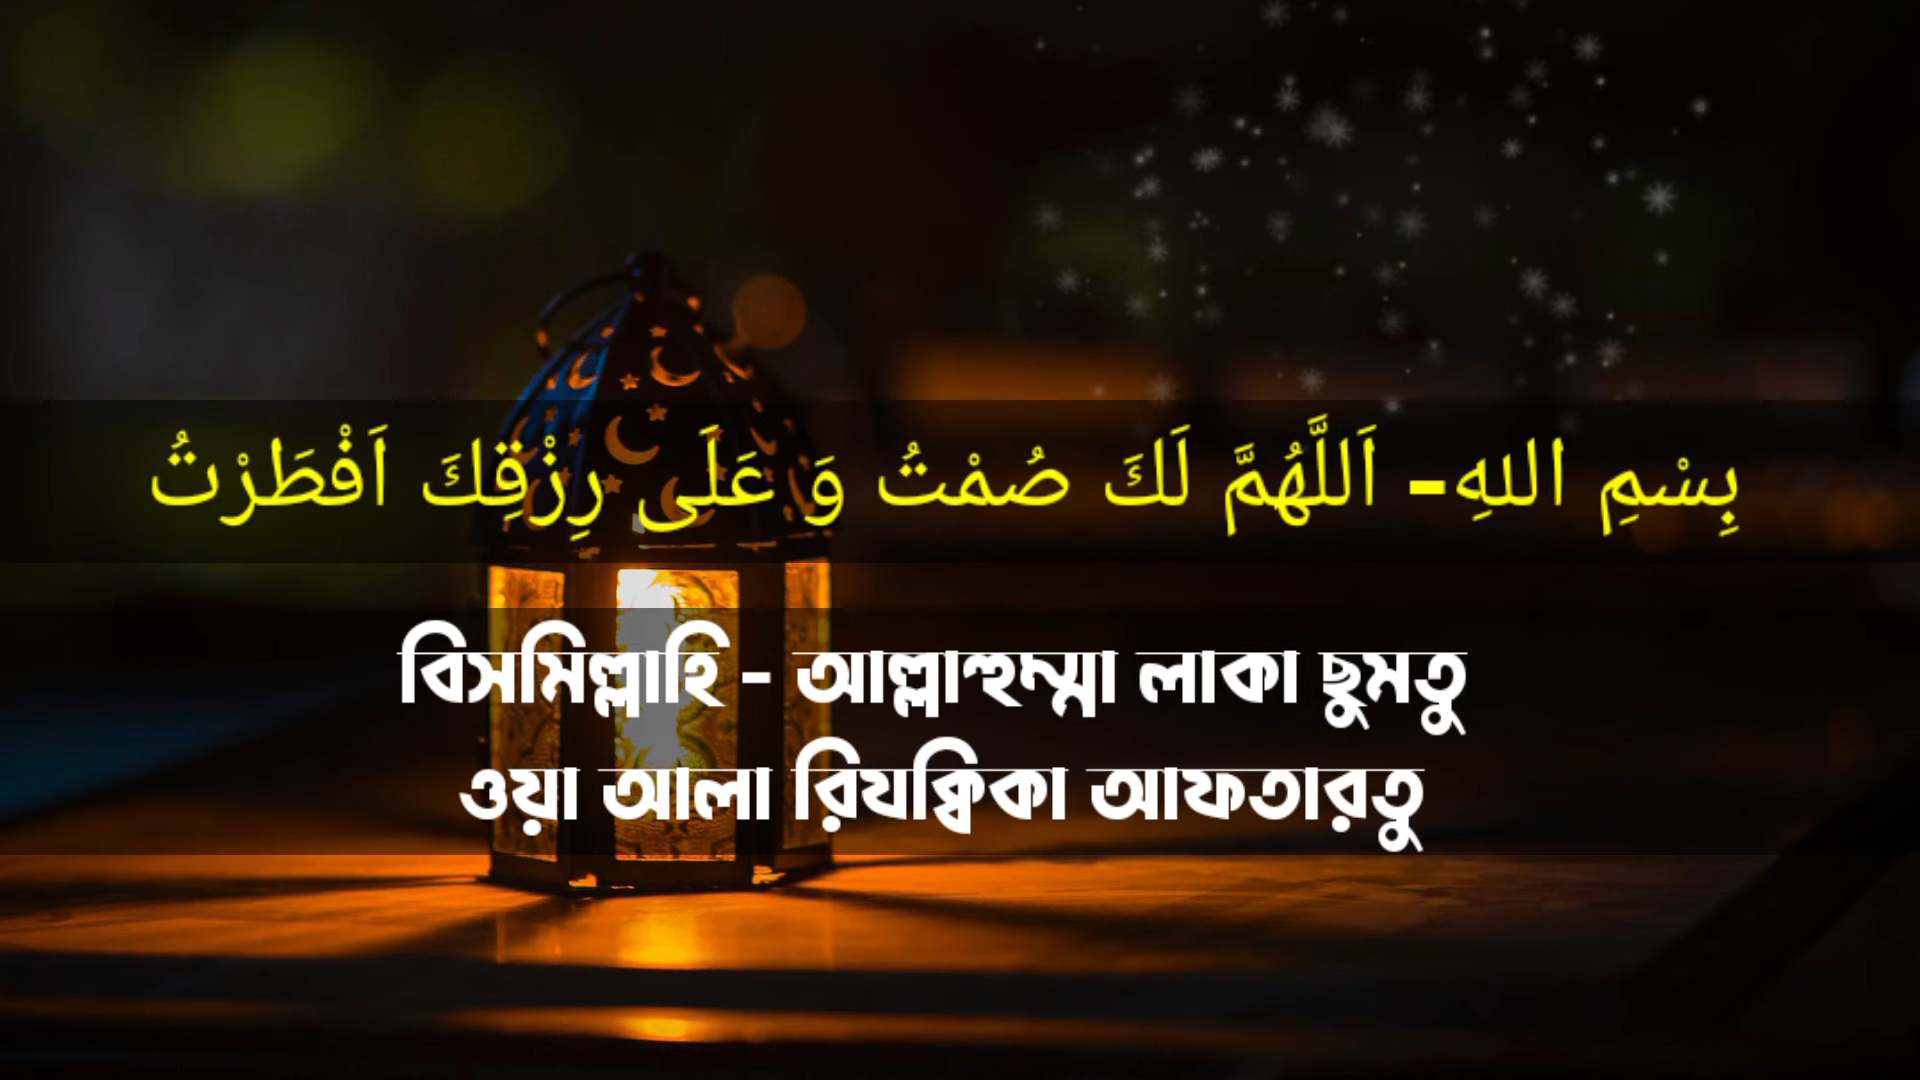 بِسْمِ اللهِ- اَللَّهُمَّ لَكَ صُمْتُ وَ عَلَى رِزْقِكَ اَفْطَرْتُ
বিসমিল্লাহি - আল্লাহুম্মা লাকা ছুমতু
ওয়া আলা রিযক্বিকা আফতারতু